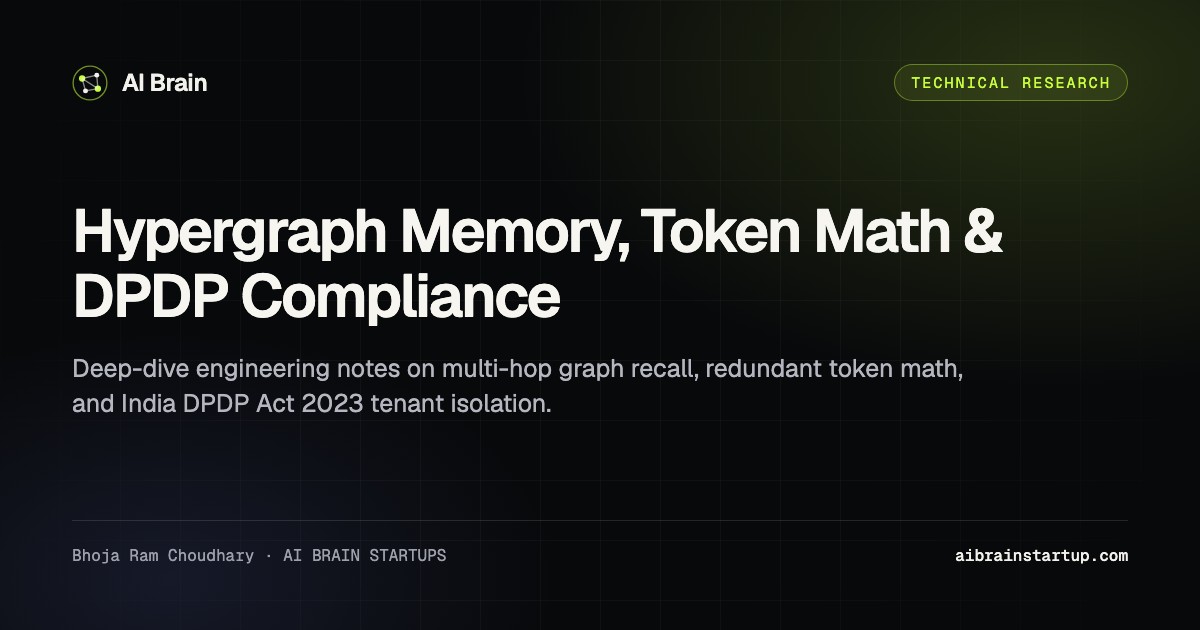 AI Brain
TECHNICAL RESEARCH
Hypergraph Memory, Token Math &
DPDP Compliance
Deep-dive engineering notes on multi-hop graph recall, redundant token math,
and India DPDP Act 2023 tenant isolation.
Bhoja Ram Choudhary · AI BRAIN STARTUPS
aibrainstartup.com